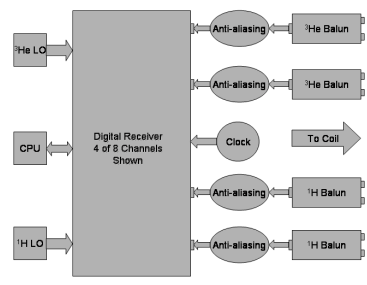 ³He LO
CPU
¹H LO
Digital Receiver
4 of 8 Channels
Shown
Anti-aliasing
³He Balun
Anti-aliasing
³He Balun
Clock
To Coil
Anti-aliasing
¹H Balun
Anti-aliasing
¹H Balun